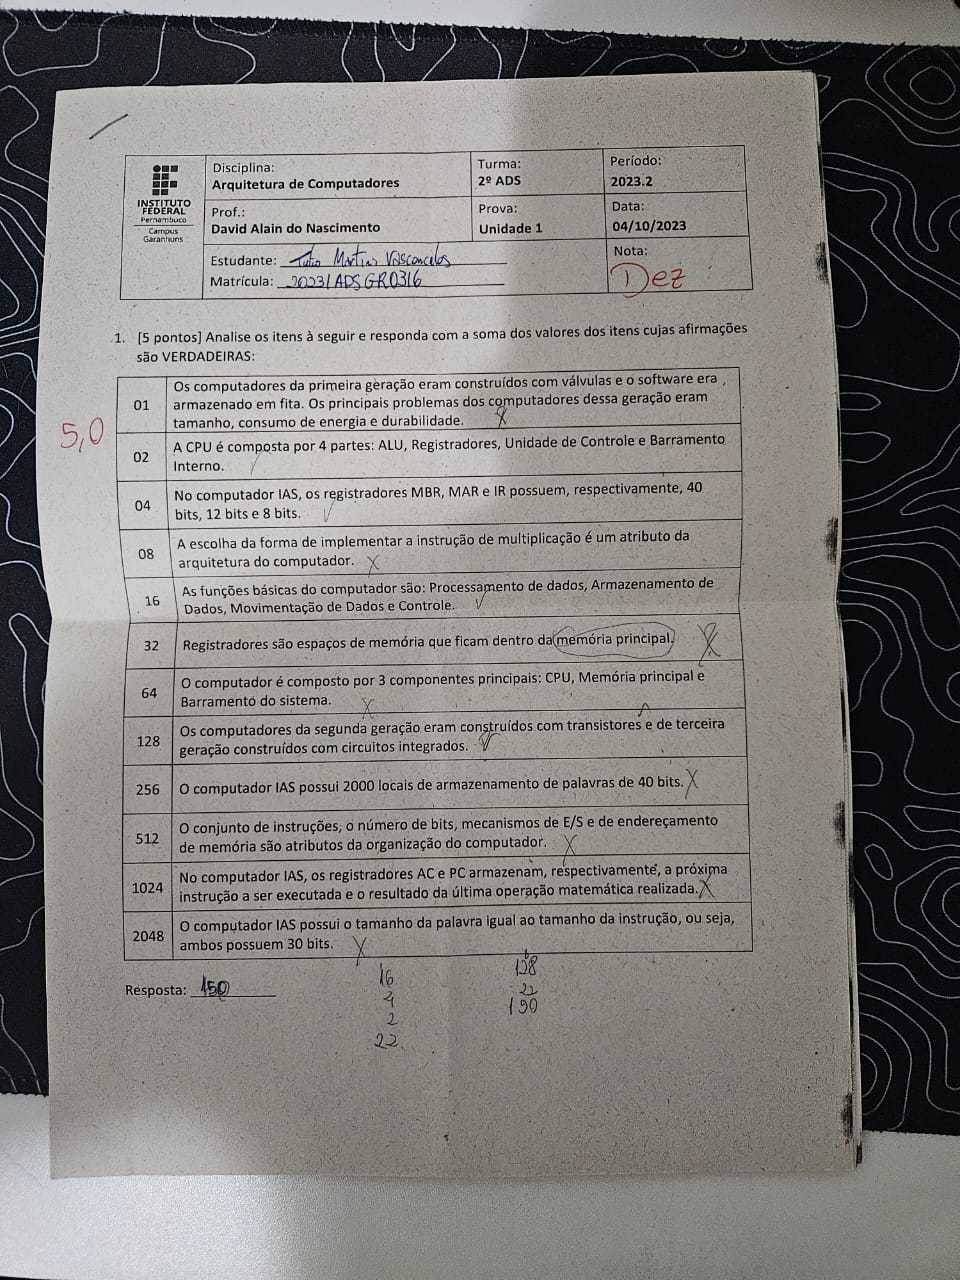 INSTITUTO
FEDERAL
Pernambuco
Campus
Garanhuns
Disciplina:
Arquitetura de Computadores
Turma:
2º ADS
Período:
2023.2
Prof.:
David Alain do Nascimento
Prova:
Unidade 1
Data:
04/10/2023
Estudante: Martins Vasconcelos
Matrícula: 20231ADSGR0316
Nota:
Dez
1. [5 pontos] Analise os itens à seguir e responda com a soma dos valores dos itens cujas afirmações
são VERDADEIRAS:
5,0
01
Os computadores da primeira geração eram construídos com válvulas e o software era
armazenado em fita. Os principais problemas dos computadores dessa geração eram
tamanho, consumo de energia e durabilidade.
02
A CPU é composta por 4 partes: ALU, Registradores, Unidade de Controle e Barramento
Interno.
04
No computador IAS, os registradores MBR, MAR e IR possuem, respectivamente, 40
bits, 12 bits e 8 bits.
08
A escolha da forma de implementar a instrução de multiplicação é um atributo da
arquitetura do computador.
16
As funções básicas do computador são: Processamento de dados, Armazenamento de
Dados, Movimentação de Dados e Controle.
32
Registradores são espaços de memória que ficam dentro da memória principal.
64
O computador é composto por 3 componentes principais: CPU, Memória principal e
Barramento do sistema.
128
Os computadores da segunda geração eram construídos com transistores e de terceira
geração construídos com circuitos integrados.
256
O computador IAS possui 2000 locais de armazenamento de palavras de 40 bits.
512
O conjunto de instruções, o número de bits, mecanismos de E/S e de endereçamento
de memória são atributos da organização do computador.
1024
No computador IAS, os registradores AC e PC armazenam, respectivamente, a próxima
instrução a ser executada e o resultado da última operação matemática realizada.
2048
O computador IAS possui o tamanho da palavra igual ao tamanho da instrução, ou seja,
ambos possuem 30 bits.
Resposta: 150
16
4
2
22
128
22
150